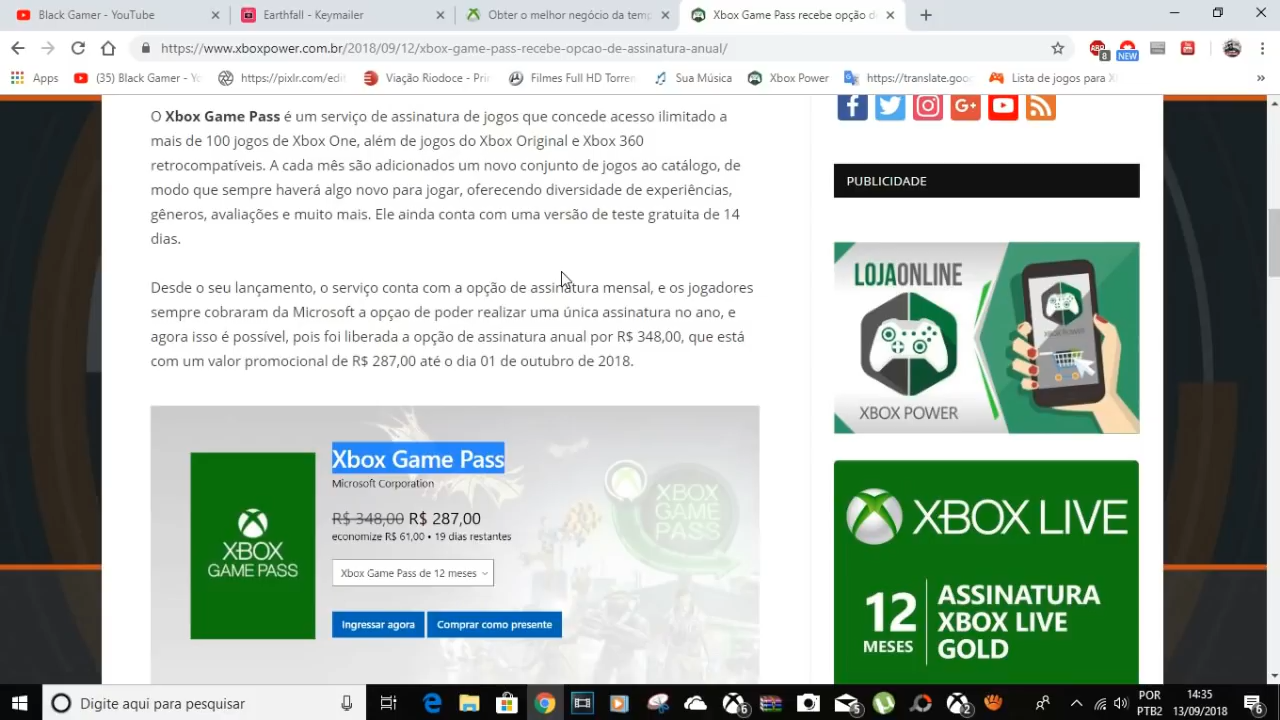 Black Gamer - YouTube
Earthfall - Keymailer
Obter o melhor negócio da temp
Xbox Game Pass recebe opção de
https://www.xboxpower.com.br/2018/09/12/xbox-game-pass-recebe-opcao-de-assinatura-anual/
8
NEW
Apps
(35) Black Gamer - Yo
https://pixlr.com/edit
Viação Riodoce - Prin
Filmes Full HD Torren
Sua Música
Xbox Power
https://translate.goog
Lista de jogos para X
»
O Xbox Game Pass é um serviço de assinatura de jogos que concede acesso ilimitado a
mais de 100 jogos de Xbox One, além de jogos do Xbox Original e Xbox 360
retrocompatíveis. A cada mês são adicionados um novo conjunto de jogos ao catálogo, de
modo que sempre haverá algo novo para jogar, oferecendo diversidade de experiências,
gêneros, avaliações e muito mais. Ele ainda conta com uma versão de teste gratuita de 14
dias.
Desde o seu lançamento, o serviço conta com a opção de assinatura mensal, e os jogadores
sempre cobraram da Microsoft a opçao de poder realizar uma única assinatura no ano, e
agora isso é possível, pois foi liberada a opção de assinatura anual por R$ 348,00, que está
com um valor promocional de R$ 287,00 até o dia 01 de outubro de 2018.
XBOX
GAME PASS
Xbox Game Pass
Microsoft Corporation
R$ 348,00 R$ 287,00
economize R$ 61,00 • 19 dias restantes
Xbox Game Pass de 12 meses
Ingressar agora
Comprar como presente
XBOX
GAME
PASS
PUBLICIDADE
LOJAONLINE
XBOX POWER
XBOX LIVE
12
MESES
ASSINATURA
XBOX LIVE
GOLD
Digite aqui para pesquisar
6
5
2
POR
PTB2
14:35
13/09/2018
6